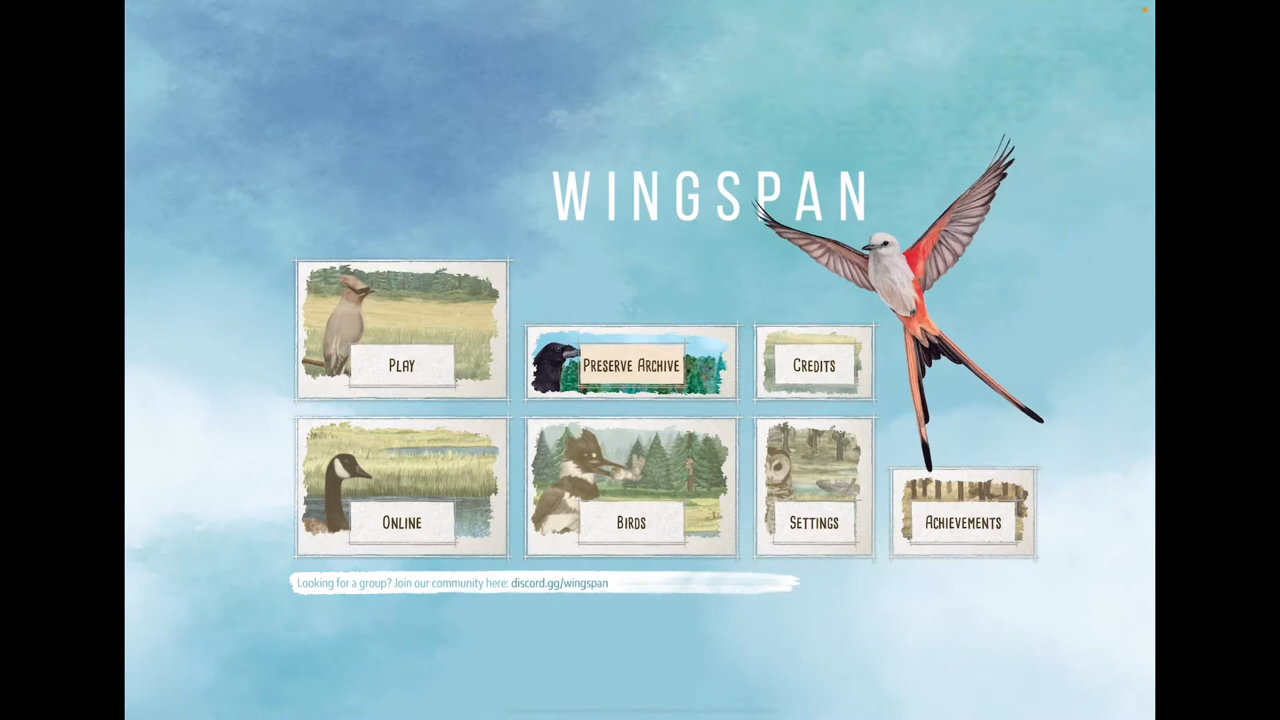 WINGSPAN
PLAY
PRESERVE ARCHIVE
CREDITS
ONLINE
BIRDS
SETTINGS
ACHIEVEMENTS
Looking for a group? Join our community here: discord.gg/wingspan